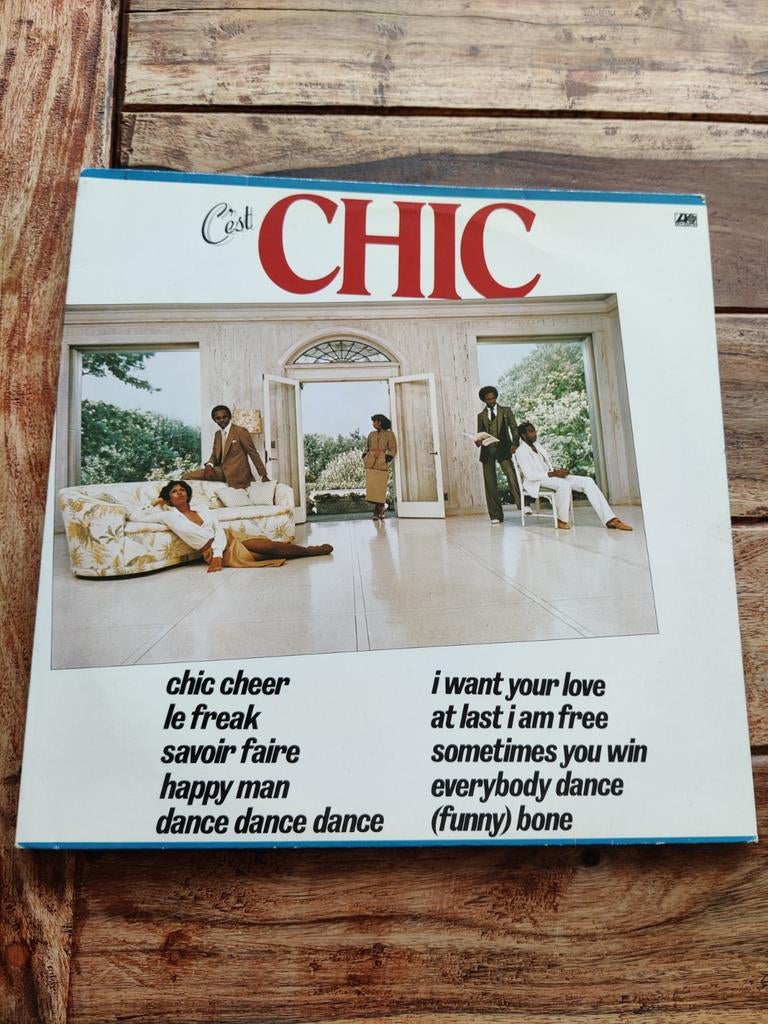 C'est CHIC
chic cheer
le freak
savoir faire
happy man
dance dance dance
i want your love
at last i am free
sometimes you win
everybody dance
(funny) bone